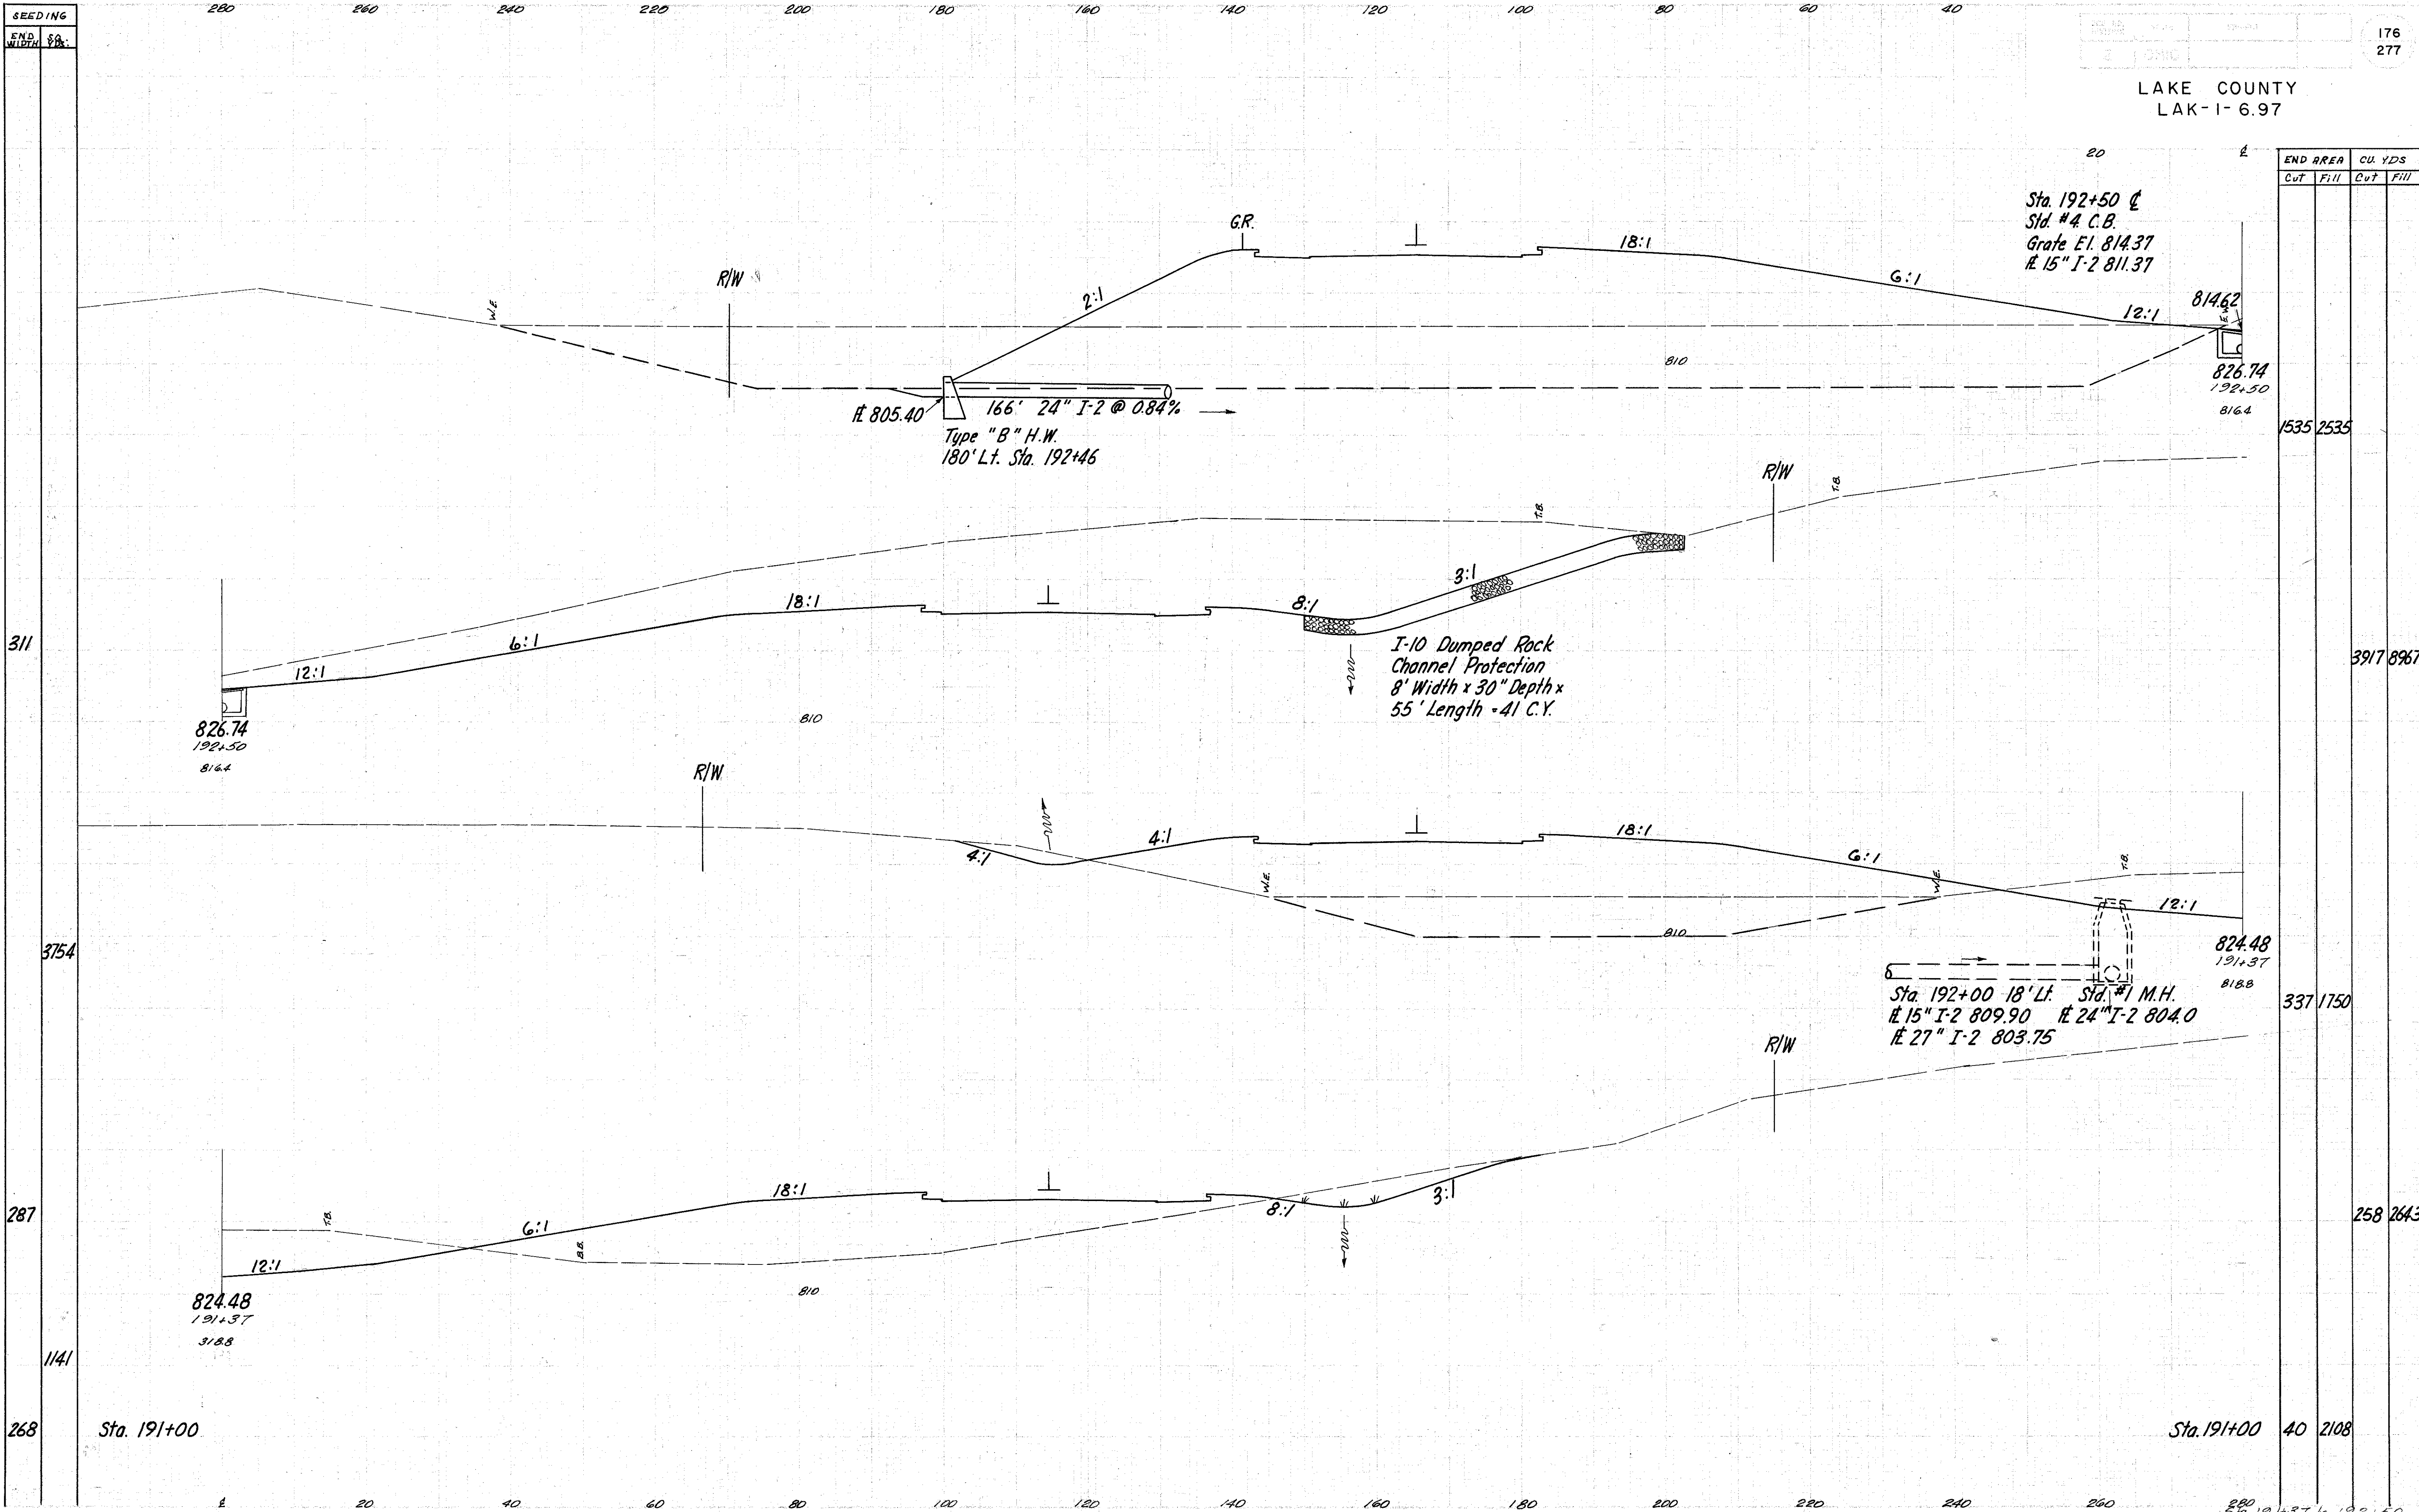 SEEDING
END WIDTH
SQ. YDS.
280 260 240 220 200 180 160 140 120 100 80 60 40
176
277
LAKE COUNTY
LAK-1-6.97
20 ℄
END AREA CU. YDS
Cut Fill Cut Fill
Sta. 192+50 ℄
Std. #4 C.B.
Grate El. 814.37
℄ 15" I-2 811.37
G.R.
R/W
W.E.
2:1
18:1
6:1
12:1
814.62
E.W.
810
826.74
192+50
816.4
℄ 805.40
166' 24" I-2 @ 0.84%
Type "B" H.W.
180' Lt. Sta. 192+46
1535 2535
R/W
T.B.
T.B.
3:1
8:1
18:1
6:1
12:1
311
I-10 Dumped Rock
Channel Protection
8' Width x 30" Depth x
55' Length = 41 C.Y.
3917 8967
810
826.74
192+50
816.4
R/W
4:1
4:1
18:1
6:1
W.E.
W.E.
T.B.
12:1
810
3754
824.48
191+37
818.8
Sta. 192+00 18' Lt. Std. #1 M.H.
℄ 15" I-2 809.90 ℄ 24" I-2 804.0
℄ 27" I-2 803.75
337 1750
R/W
18:1
8:1
3:1
6:1
T.B.
B.B.
12:1
287
258 2643
810
824.48
191+37
318.8
1141
268 Sta. 191+00
Sta. 191+00 40 2108
℄ 20 40 60 80 100 120 140 160 180 200 220 240 260 280